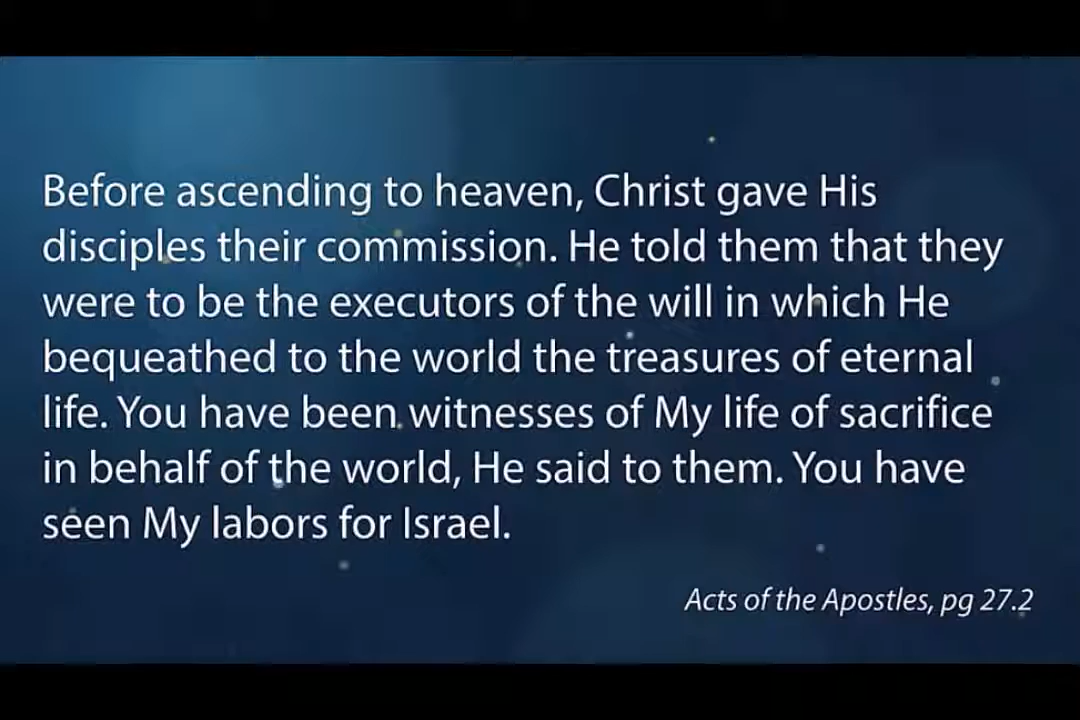 Before ascending to heaven, Christ gave His
disciples their commission. He told them that they
were to be the executors of the will in which He
bequeathed to the world the treasures of eternal
life. You have been witnesses of My life of sacrifice
in behalf of the world, He said to them. You have
seen My labors for Israel.
Acts of the Apostles, pg 27.2